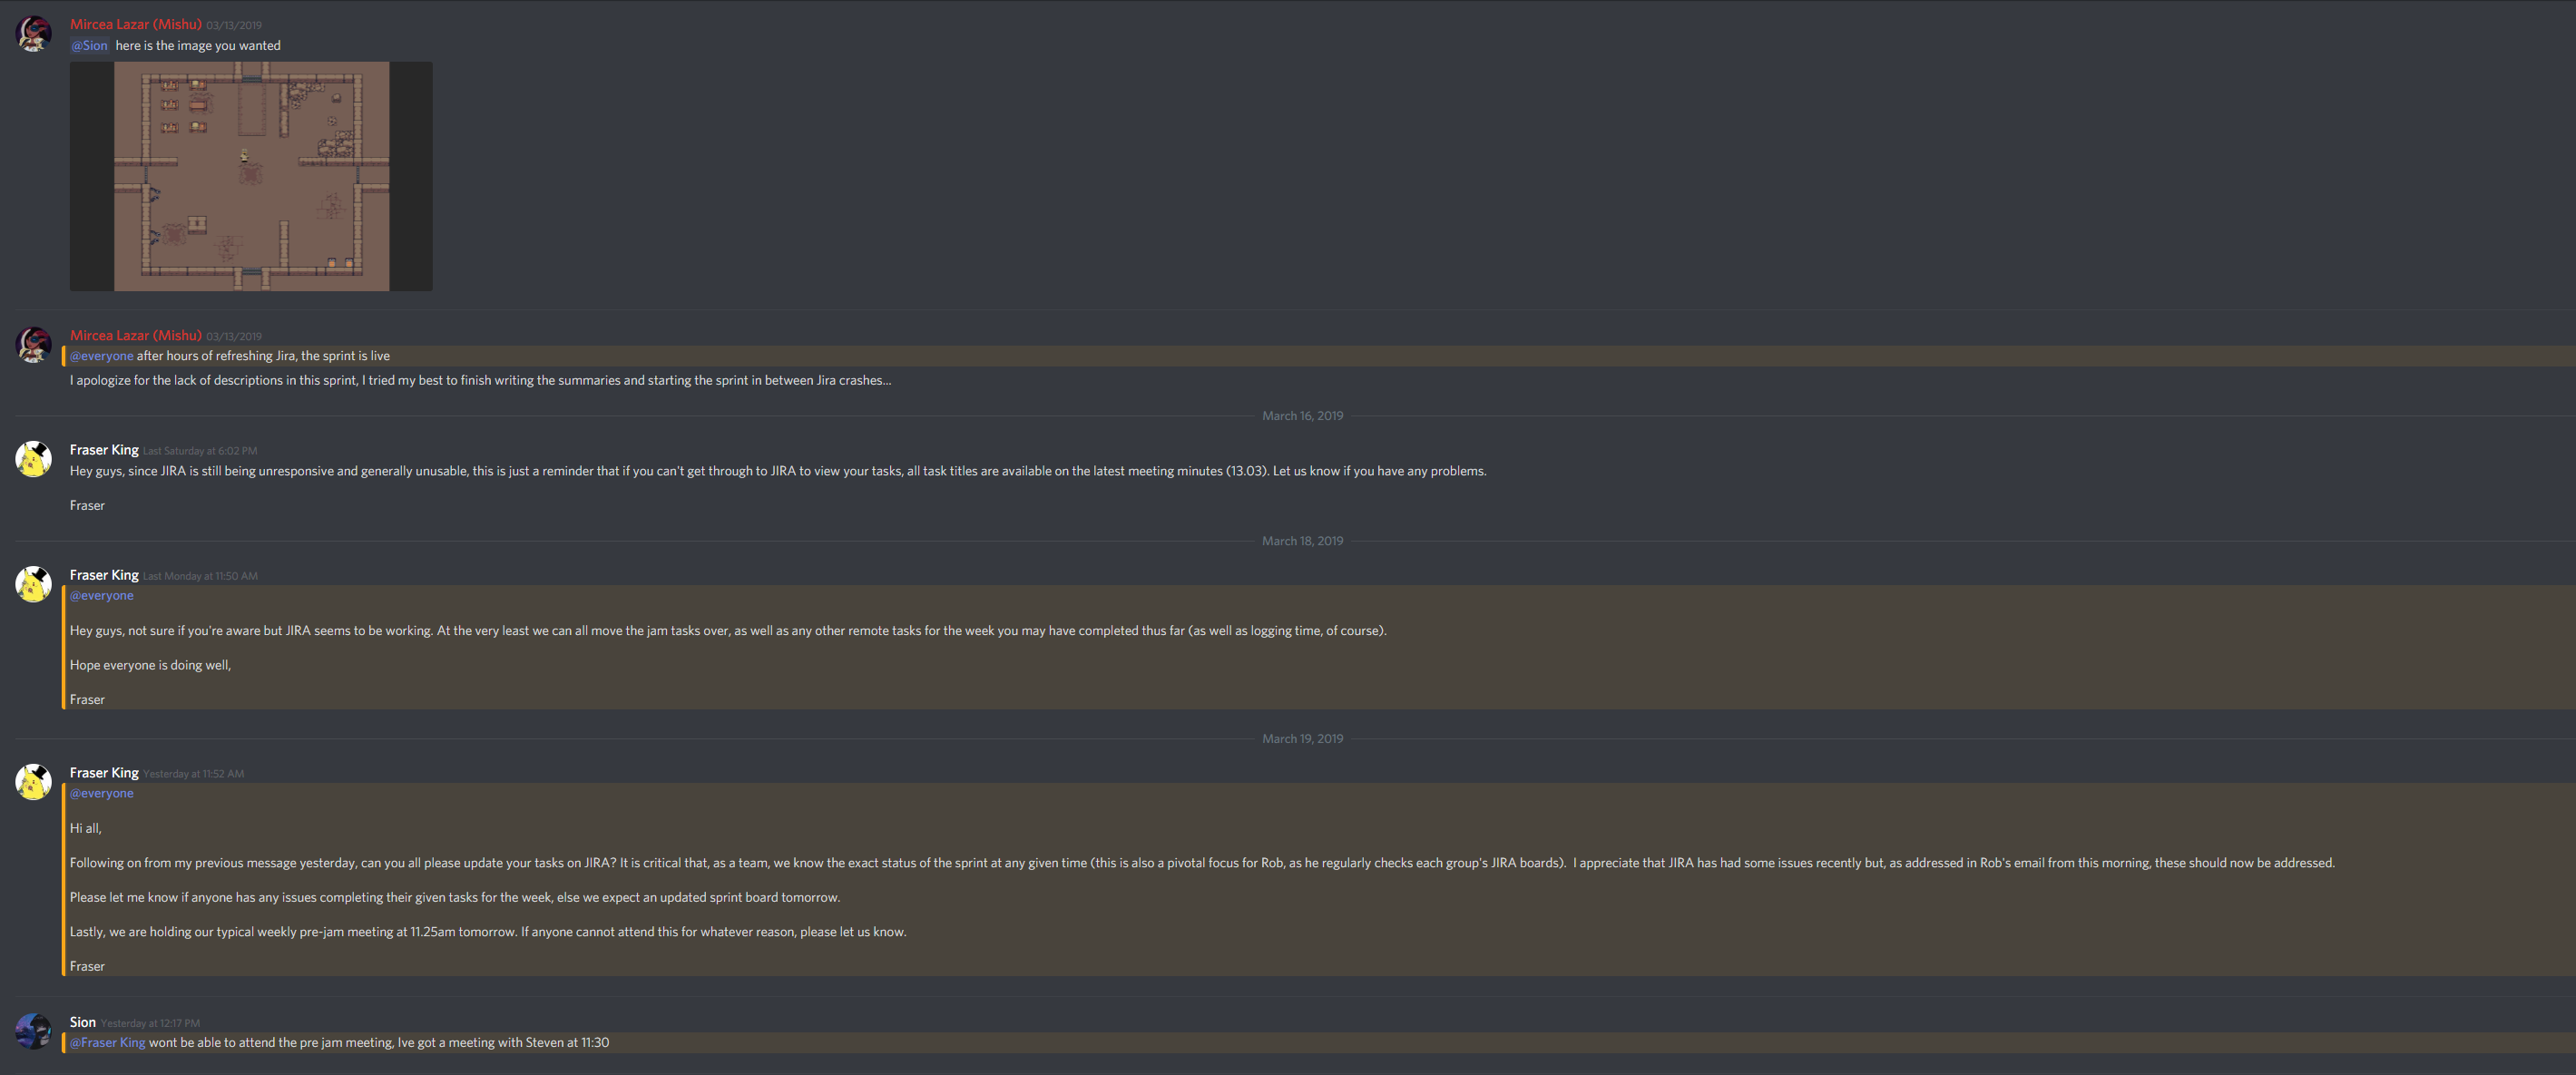 Mircea Lazar (Mishu) 03/13/2019
@Sion here is the image you wanted
Mircea Lazar (Mishu) 03/13/2019
@everyone after hours of refreshing Jira, the sprint is live
I apologize for the lack of descriptions in this sprint, I tried my best to finish writing the summaries and starting the sprint in between Jira crashes...
March 16, 2019
Fraser King Last Saturday at 6:02 PM
Hey guys, since JIRA is still being unresponsive and generally unusable, this is just a reminder that if you can't get through to JIRA to view your tasks, all task titles are available on the latest meeting minutes (13.03). Let us know if you have any problems.
Fraser
March 18, 2019
Fraser King Last Monday at 11:50 AM
@everyone
Hey guys, not sure if you're aware but JIRA seems to be working. At the very least we can all move the jam tasks over, as well as any other remote tasks for the week you may have completed thus far (as well as logging time, of course).
Hope everyone is doing well,
Fraser
March 19, 2019
Fraser King Yesterday at 11:52 AM
@everyone
Hi all,
Following on from my previous message yesterday, can you all please update your tasks on JIRA? It is critical that, as a team, we know the exact status of the sprint at any given time (this is also a pivotal focus for Rob, as he regularly checks each group's JIRA boards). I appreciate that JIRA has had some issues recently but, as addressed in Rob's email from this morning, these should now be addressed.
Please let me know if anyone has any issues completing their given tasks for the week, else we expect an updated sprint board tomorrow.
Lastly, we are holding our typical weekly pre-jam meeting at 11.25am tomorrow. If anyone cannot attend this for whatever reason, please let us know.
Fraser
Sion Yesterday at 12:17 PM
@Fraser King wont be able to attend the pre jam meeting, Ive got a meeting with Steven at 11:30